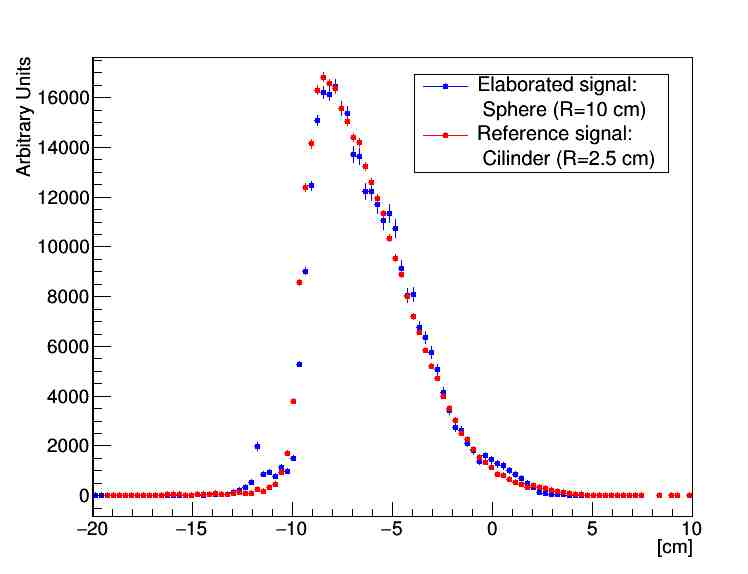 Arbitrary Units
16000
14000
12000
10000
8000
6000
4000
2000
0
Elaborated signal:
Sphere (R=10 cm)
Reference signal:
Cilinder (R=2.5 cm)
−20 −15 −10 −5 0 5 10
[cm]